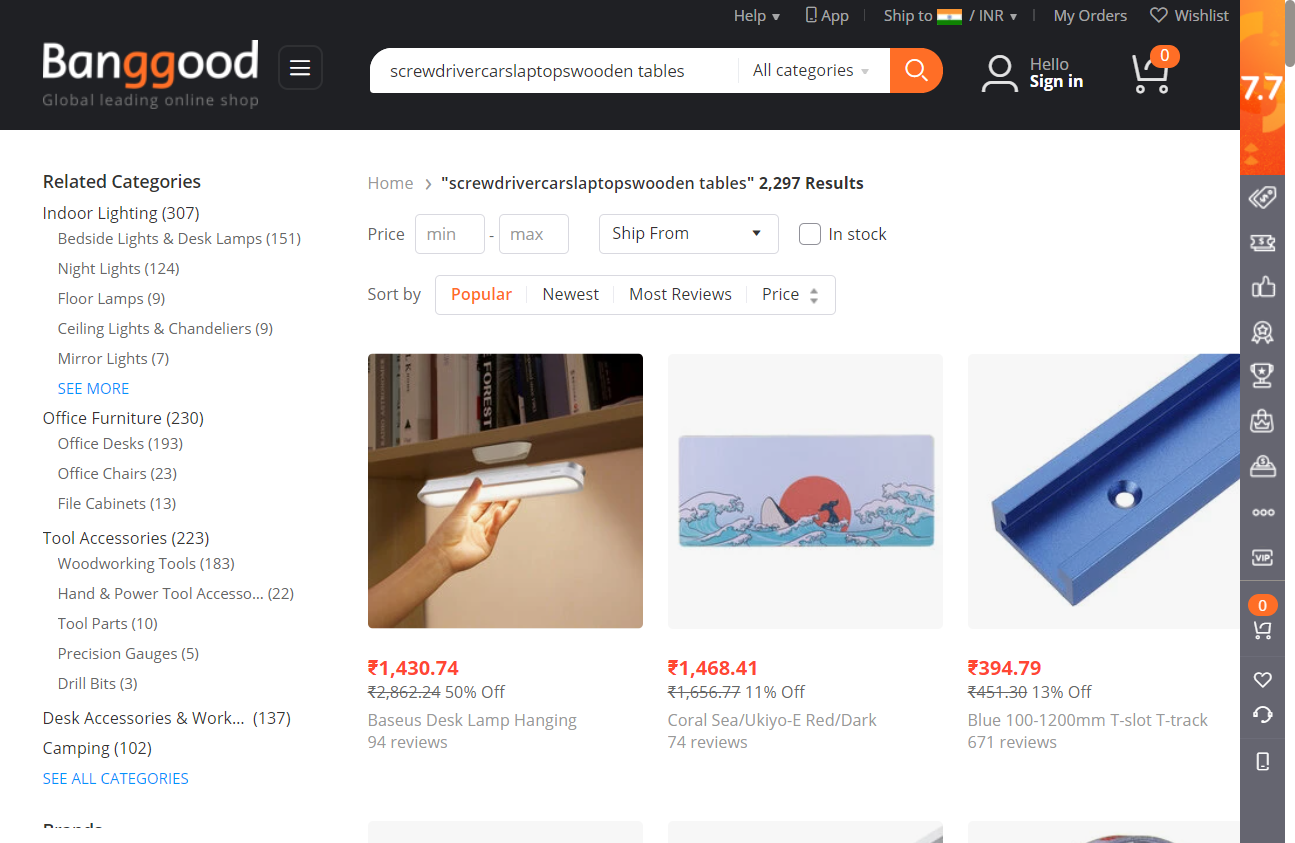 Help
App
Ship to / INR
My Orders
Wishlist
Banggood
Global leading online shop
screwdrivercarslaptopswooden tables
All categories
Hello
Sign in
0
7.7
Related Categories
Indoor Lighting (307)
Bedside Lights & Desk Lamps (151)
Night Lights (124)
Floor Lamps (9)
Ceiling Lights & Chandeliers (9)
Mirror Lights (7)
SEE MORE
Office Furniture (230)
Office Desks (193)
Office Chairs (23)
File Cabinets (13)
Tool Accessories (223)
Woodworking Tools (183)
Hand & Power Tool Accesso... (22)
Tool Parts (10)
Precision Gauges (5)
Drill Bits (3)
Desk Accessories & Work... (137)
Camping (102)
SEE ALL CATEGORIES
Brands
Home > "screwdrivercarslaptopswooden tables" 2,297 Results
Price min - max
Ship From
In stock
Sort by
Popular
Newest
Most Reviews
Price
FOREST
₹1,430.74
₹2,862.24 50% Off
Baseus Desk Lamp Hanging
94 reviews
₹1,468.41
₹1,656.77 11% Off
Coral Sea/Ukiyo-E Red/Dark
74 reviews
₹394.79
₹451.30 13% Off
Blue 100-1200mm T-slot T-track
671 reviews
VIP
0